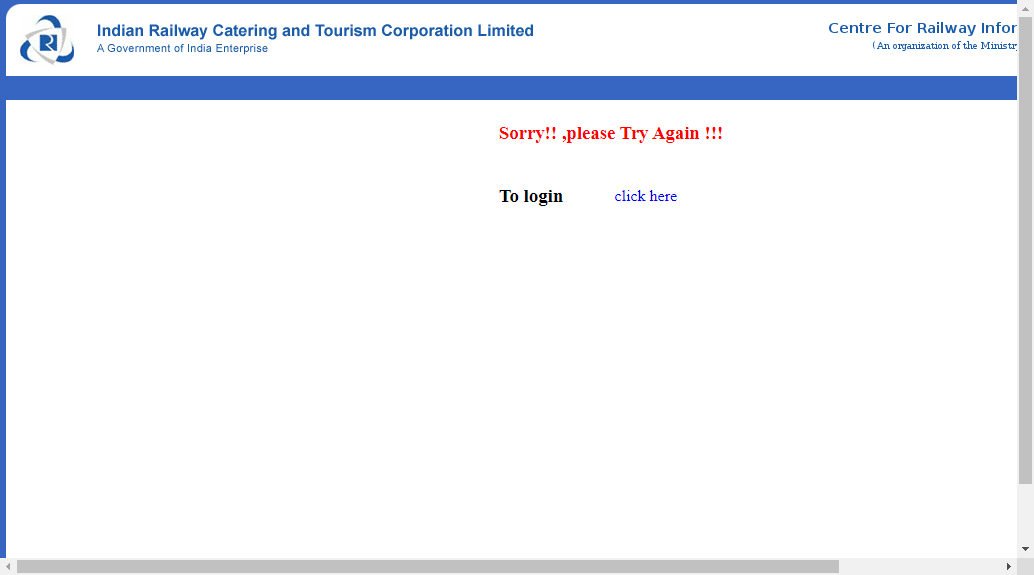 Indian Railway Catering and Tourism Corporation Limited
A Government of India Enterprise
Centre For Railway Infor
(An organization of the Ministry
Sorry!! ,please Try Again !!!
To login click here